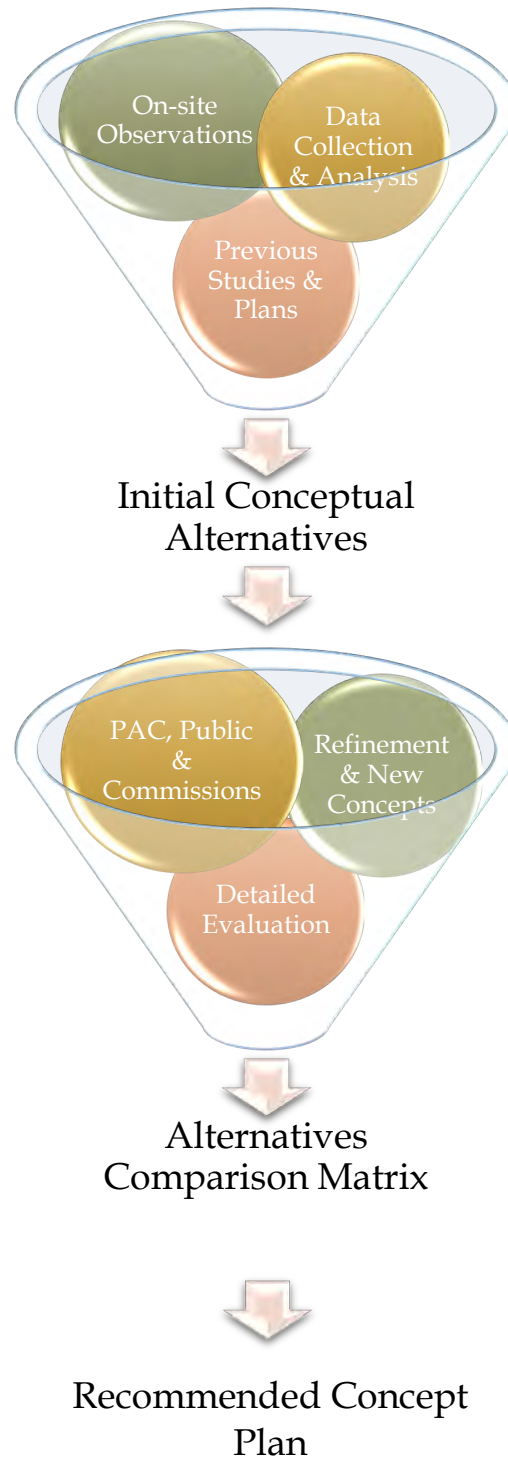 On-site
Observations
Data
Collection
& Analysis
Previous
Studies &
Plans
Initial Conceptual
Alternatives
PAC, Public
&
Commissions
Refinement
& New
Concepts
Detailed
Evaluation
Alternatives
Comparison Matrix
Recommended Concept
Plan